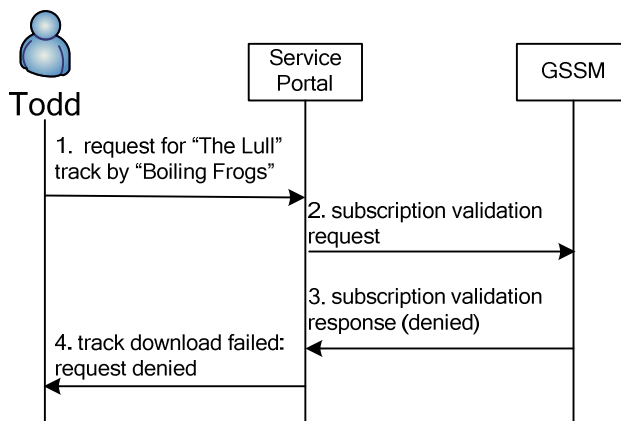 Todd
Service
Portal
GSSM
1. request for “The Lull”
track by “Boiling Frogs”
2. subscription validation
request
3. subscription validation
response (denied)
4. track download failed:
request denied